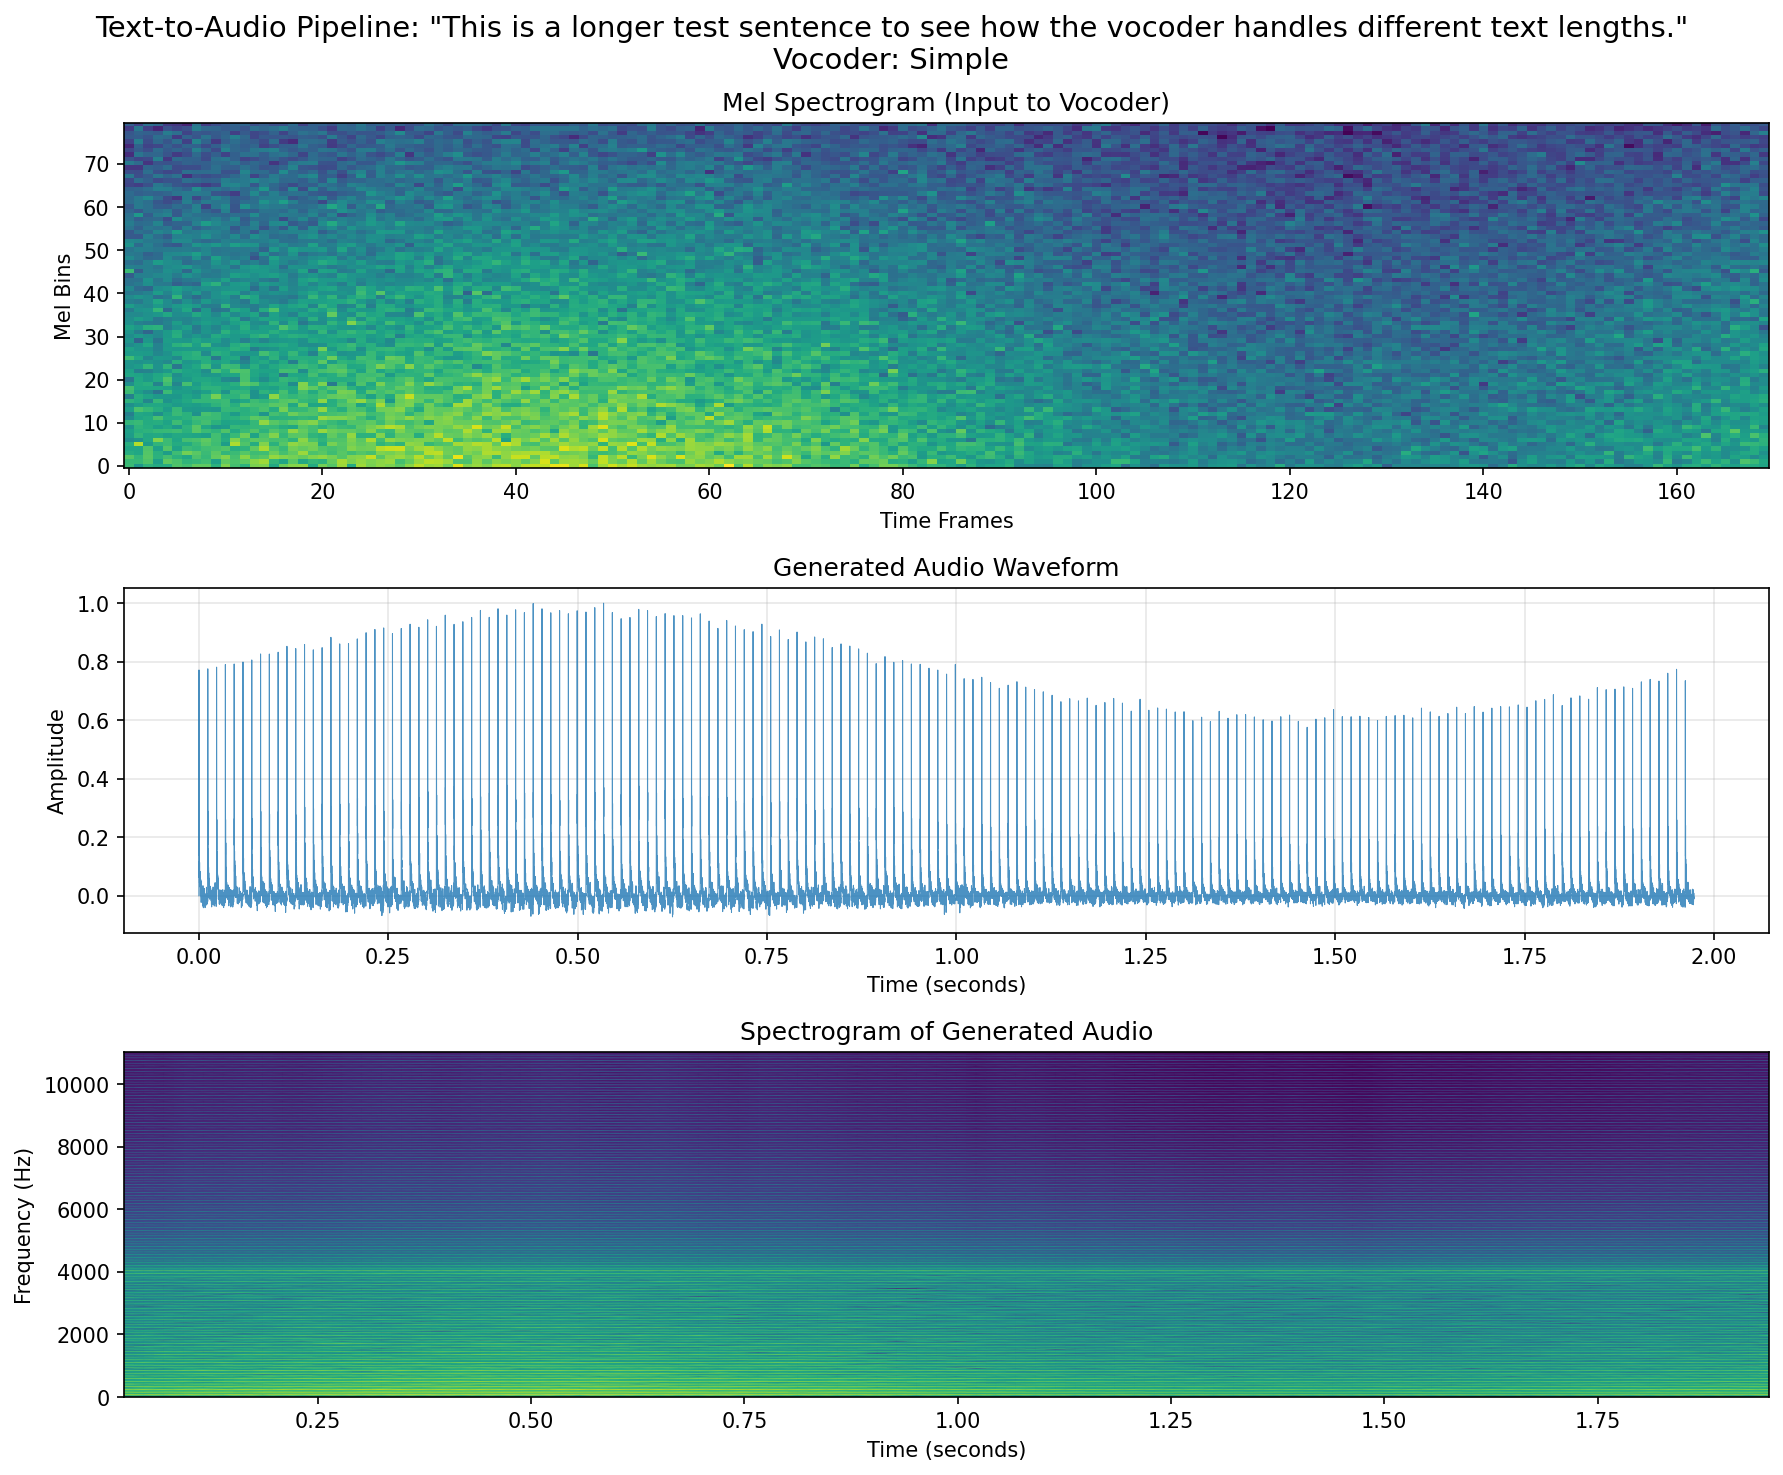 Text-to-Audio Pipeline: "This is a longer test sentence to see how the vocoder handles different text lengths."
Vocoder: Simple
Mel Spectrogram (Input to Vocoder)
Mel Bins
70
60
50
40
30
20
10
0
0 20 40 60 80 100 120 140 160
Time Frames
Generated Audio Waveform
Amplitude
1.0
0.8
0.6
0.4
0.2
0.0
0.00 0.25 0.50 0.75 1.00 1.25 1.50 1.75 2.00
Time (seconds)
Spectrogram of Generated Audio
Frequency (Hz)
10000
8000
6000
4000
2000
0
0.25 0.50 0.75 1.00 1.25 1.50 1.75
Time (seconds)